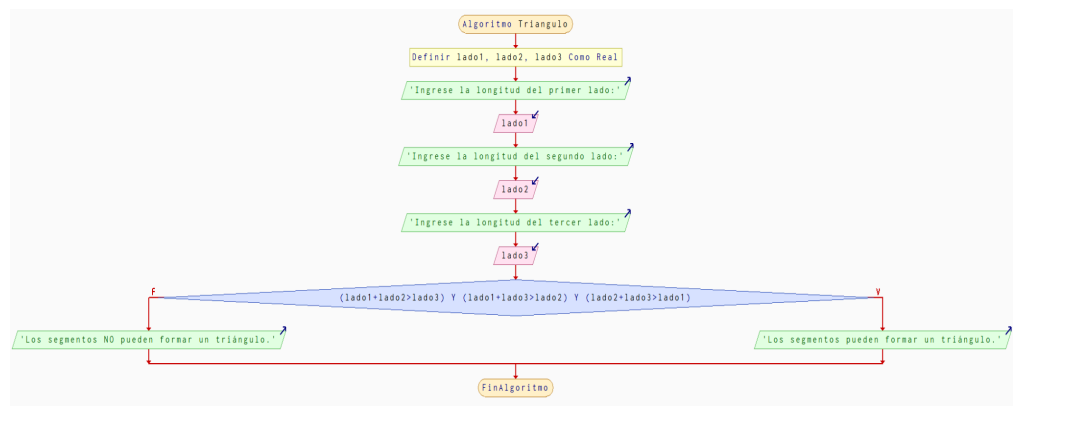 Algoritmo Triangulo
Definir lado1, lado2, lado3 Como Real
'Ingrese la longitud del primer lado:'
lado1
'Ingrese la longitud del segundo lado:'
lado2
'Ingrese la longitud del tercer lado:'
lado3
F
V
(lado1+lado2>lado3) Y (lado1+lado3>lado2) Y (lado2+lado3>lado1)
'Los segmentos NO pueden formar un triángulo.'
'Los segmentos pueden formar un triángulo.'
FinAlgoritmo